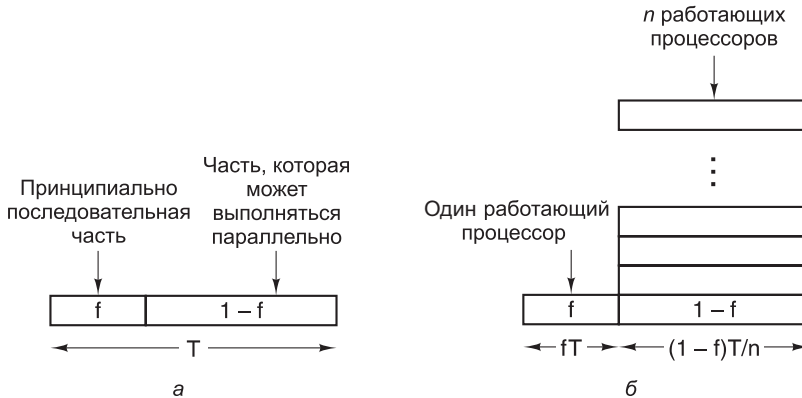 Принципиально
последовательная
часть
Часть, которая
может
выполняться
параллельно
f
1 – f
T
а
n работающих
процессоров
Один работающий
процессор
f
1 – f
fT
(1 – f)T/n
б